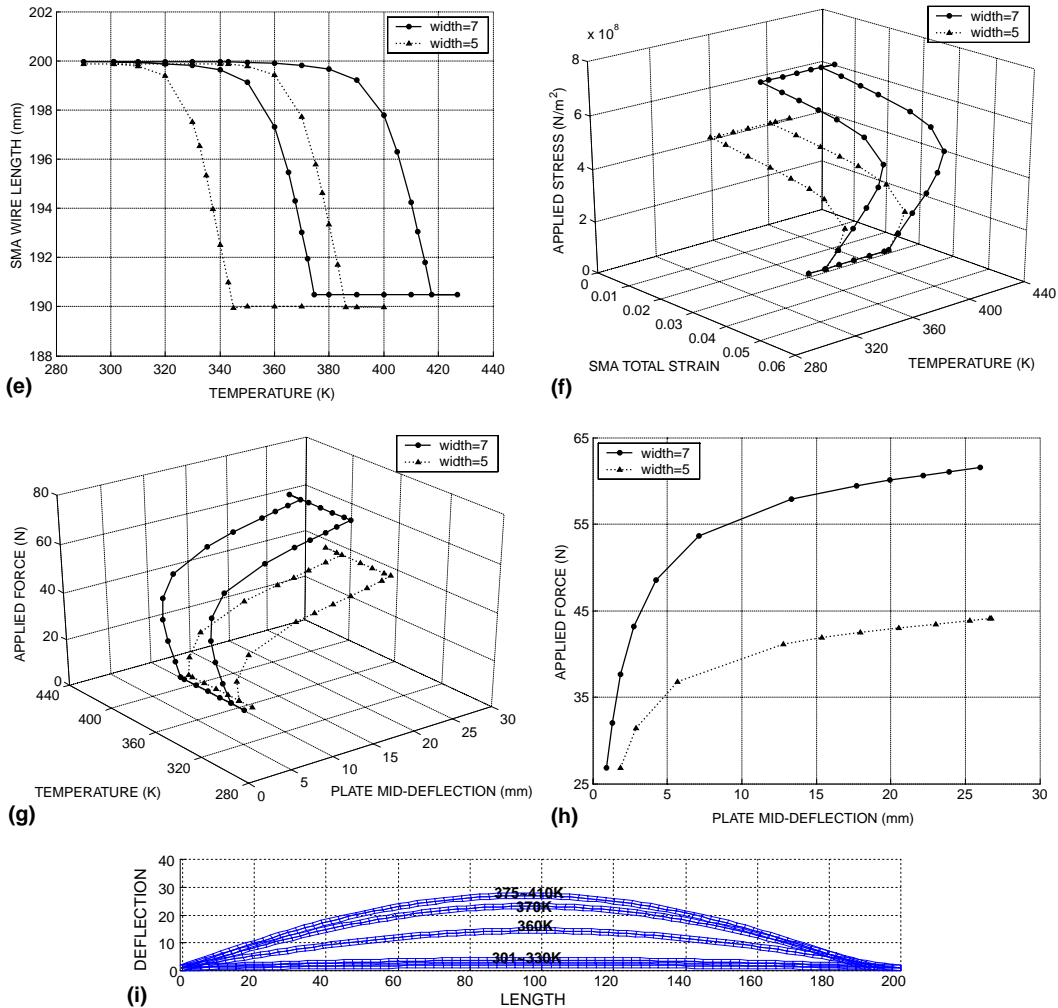 202
200
198
196
194
192
190
188
280 300 320 340 360 380 400 420 440
SMA WIRE LENGTH (mm)
TEMPERATURE (K)
width=7
width=5
(e)
x 10^8
8
6
4
2
0
APPLIED STRESS (N/m²)
0
0.01
0.02
0.03
0.04
0.05
0.06
SMA TOTAL STRAIN
280
320
360
400
440
TEMPERATURE (K)
width=7
width=5
(f)
80
60
40
20
0
APPLIED FORCE (N)
440
400
360
320
280
TEMPERATURE (K)
0
5
10
15
20
25
30
PLATE MID-DEFLECTION (mm)
width=7
width=5
(g)
65
55
45
35
25
APPLIED FORCE (N)
0 5 10 15 20 25 30
PLATE MID-DEFLECTION (mm)
width=7
width=5
(h)
40
30
20
10
0
DEFLECTION
375~410K
370K
360K
301~330K
0 20 40 60 80 100 120 140 160 180 200
LENGTH
(i)